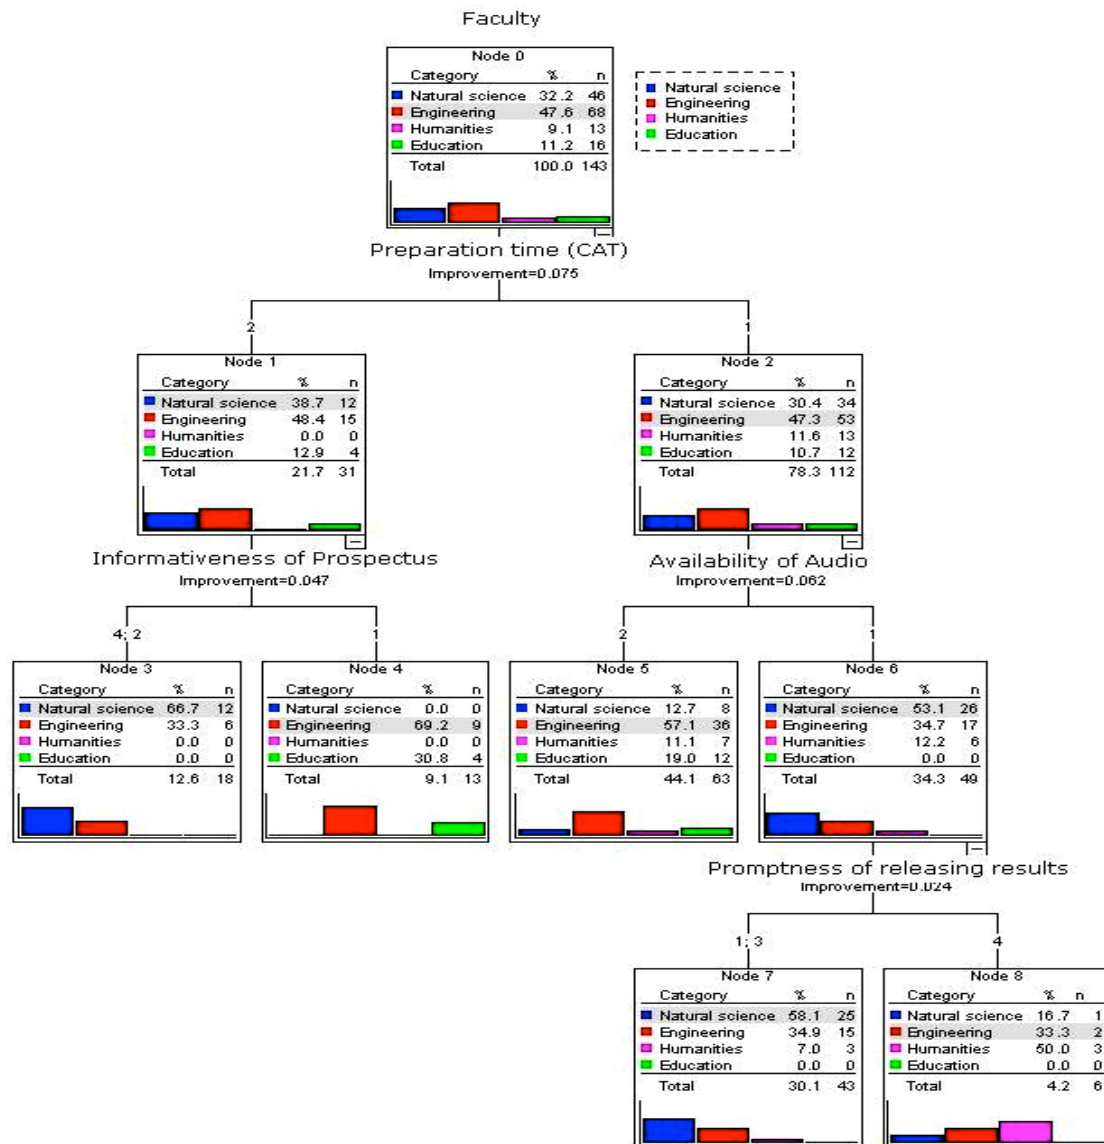 Faculty
Node 0
Category % n
Natural science 32.2 46
Engineering 47.6 68
Humanities 9.1 13
Education 11.2 16
Total 100.0 143
Natural science
Engineering
Humanities
Education
Preparation time (CAT)
Improvement=0.075
2
1
Node 1
Category % n
Natural science 38.7 12
Engineering 48.4 15
Humanities 0.0 0
Education 12.9 4
Total 21.7 31
Node 2
Category % n
Natural science 30.4 34
Engineering 47.3 53
Humanities 11.6 13
Education 10.7 12
Total 78.3 112
Informativeness of Prospectus
Improvement=0.047
Availability of Audio
Improvement=0.062
4; 2
1
2
1
Node 3
Category % n
Natural science 66.7 12
Engineering 33.3 6
Humanities 0.0 0
Education 0.0 0
Total 12.6 18
Node 4
Category % n
Natural science 0.0 0
Engineering 69.2 9
Humanities 0.0 0
Education 30.8 4
Total 9.1 13
Node 5
Category % n
Natural science 12.7 8
Engineering 57.1 36
Humanities 11.1 7
Education 19.0 12
Total 44.1 63
Node 6
Category % n
Natural science 53.1 26
Engineering 34.7 17
Humanities 12.2 6
Education 0.0 0
Total 34.3 49
Promptness of releasing results
Improvement=0.024
1; 3
4
Node 7
Category % n
Natural science 58.1 25
Engineering 34.9 15
Humanities 7.0 3
Education 0.0 0
Total 30.1 43
Node 8
Category % n
Natural science 16.7 1
Engineering 33.3 2
Humanities 50.0 3
Education 0.0 0
Total 4.2 6